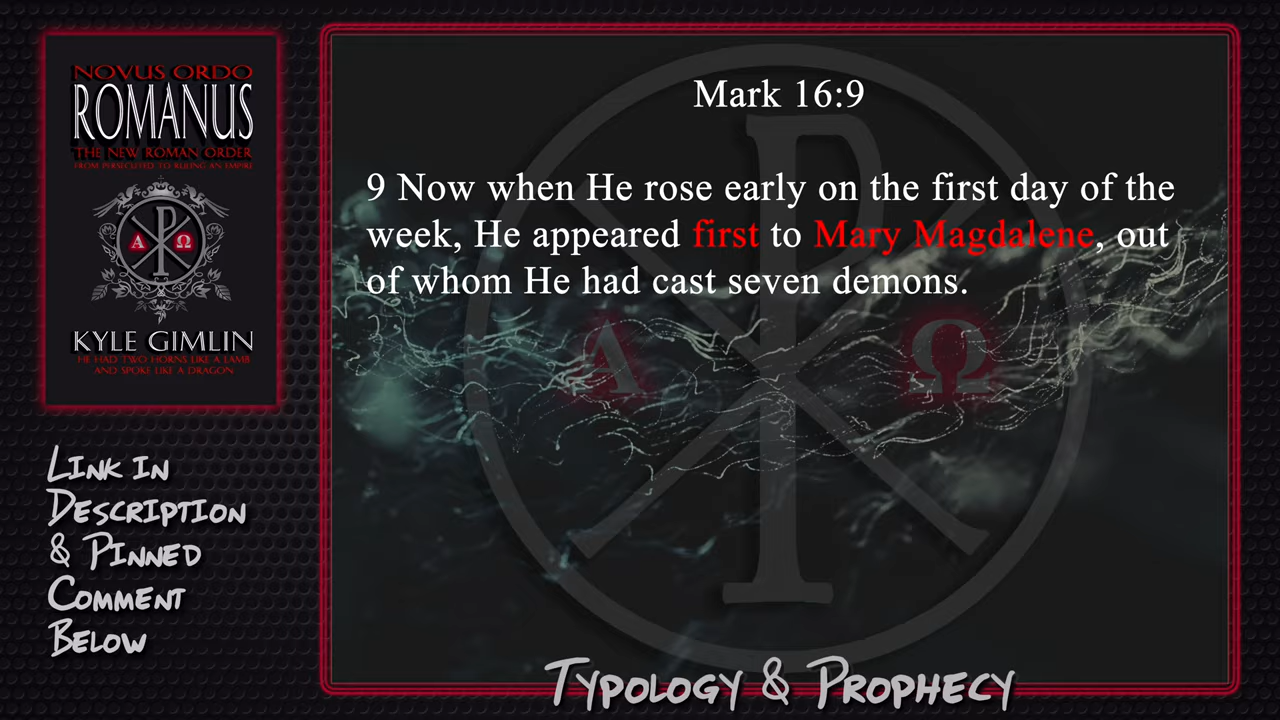 NOVUS ORDO
ROMANUS
THE NEW ROMAN ORDER
FROM PERSECUTED TO RULING AN EMPIRE
Α Ω
KYLE GIMLIN
HE HAD TWO HORNS LIKE A LAMB
AND SPOKE LIKE A DRAGON
LINK IN
DESCRIPTION
& PINNED
COMMENT
BELOW
Mark 16:9
9 Now when He rose early on the first day of the
week, He appeared first to Mary Magdalene, out
of whom He had cast seven demons.
Α Ω
TYPOLOGY & PROPHECY